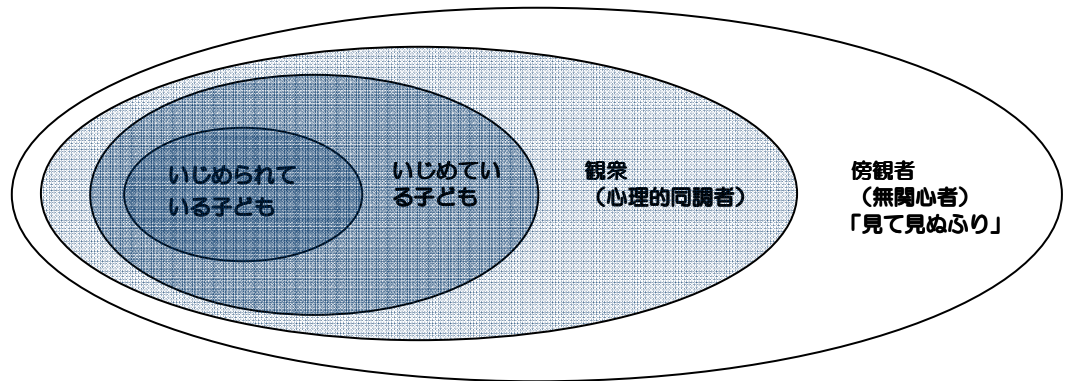 いじめられて
いる子ども
いじめてい
る子ども
観衆
（心理的同調者）
傍観者
（無関心者）
「見て見ぬふり」